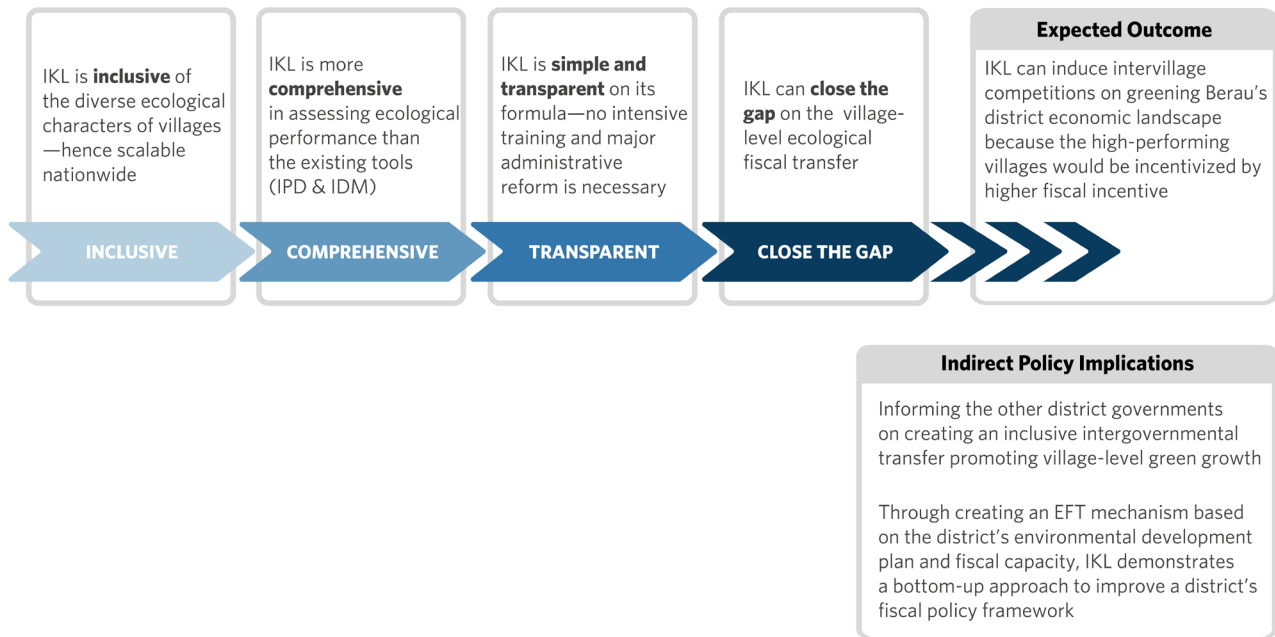 IKL is inclusive of
the diverse ecological
characters of villages
—hence scalable
nationwide
INCLUSIVE
IKL is more
comprehensive
in assessing ecological
performance than
the existing tools
(IPD & IDM)
COMPREHENSIVE
IKL is simple and
transparent on its
formula—no intensive
training and major
administrative
reform is necessary
TRANSPARENT
IKL can close the
gap on the village-
level ecological
fiscal transfer
CLOSE THE GAP
Expected Outcome
IKL can induce intervillage
competitions on greening Berau’s
district economic landscape
because the high-performing
villages would be incentivized by
higher fiscal incentive
Indirect Policy Implications
Informing the other district governments
on creating an inclusive intergovernmental
transfer promoting village-level green growth
Through creating an EFT mechanism based
on the district’s environmental development
plan and fiscal capacity, IKL demonstrates
a bottom-up approach to improve a district’s
fiscal policy framework